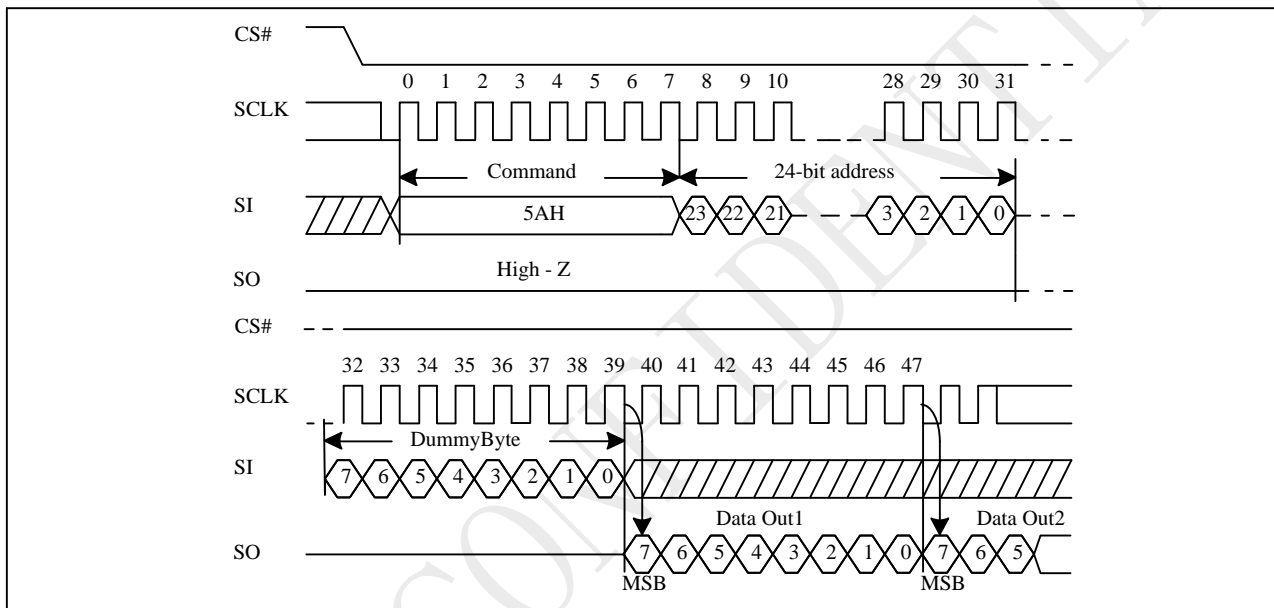 CS#
0 1 2 3 4 5 6 7 8 9 10 28 29 30 31
SCLK
Command 24-bit address
SI 5AH 23 22 21 3 2 1 0
High - Z
SO
CS#
32 33 34 35 36 37 38 39 40 41 42 43 44 45 46 47
SCLK
DummyByte
SI 7 6 5 4 3 2 1 0
Data Out1 Data Out2
SO 7 6 5 4 3 2 1 0 7 6 5
MSB MSB
CONFIDENTIA